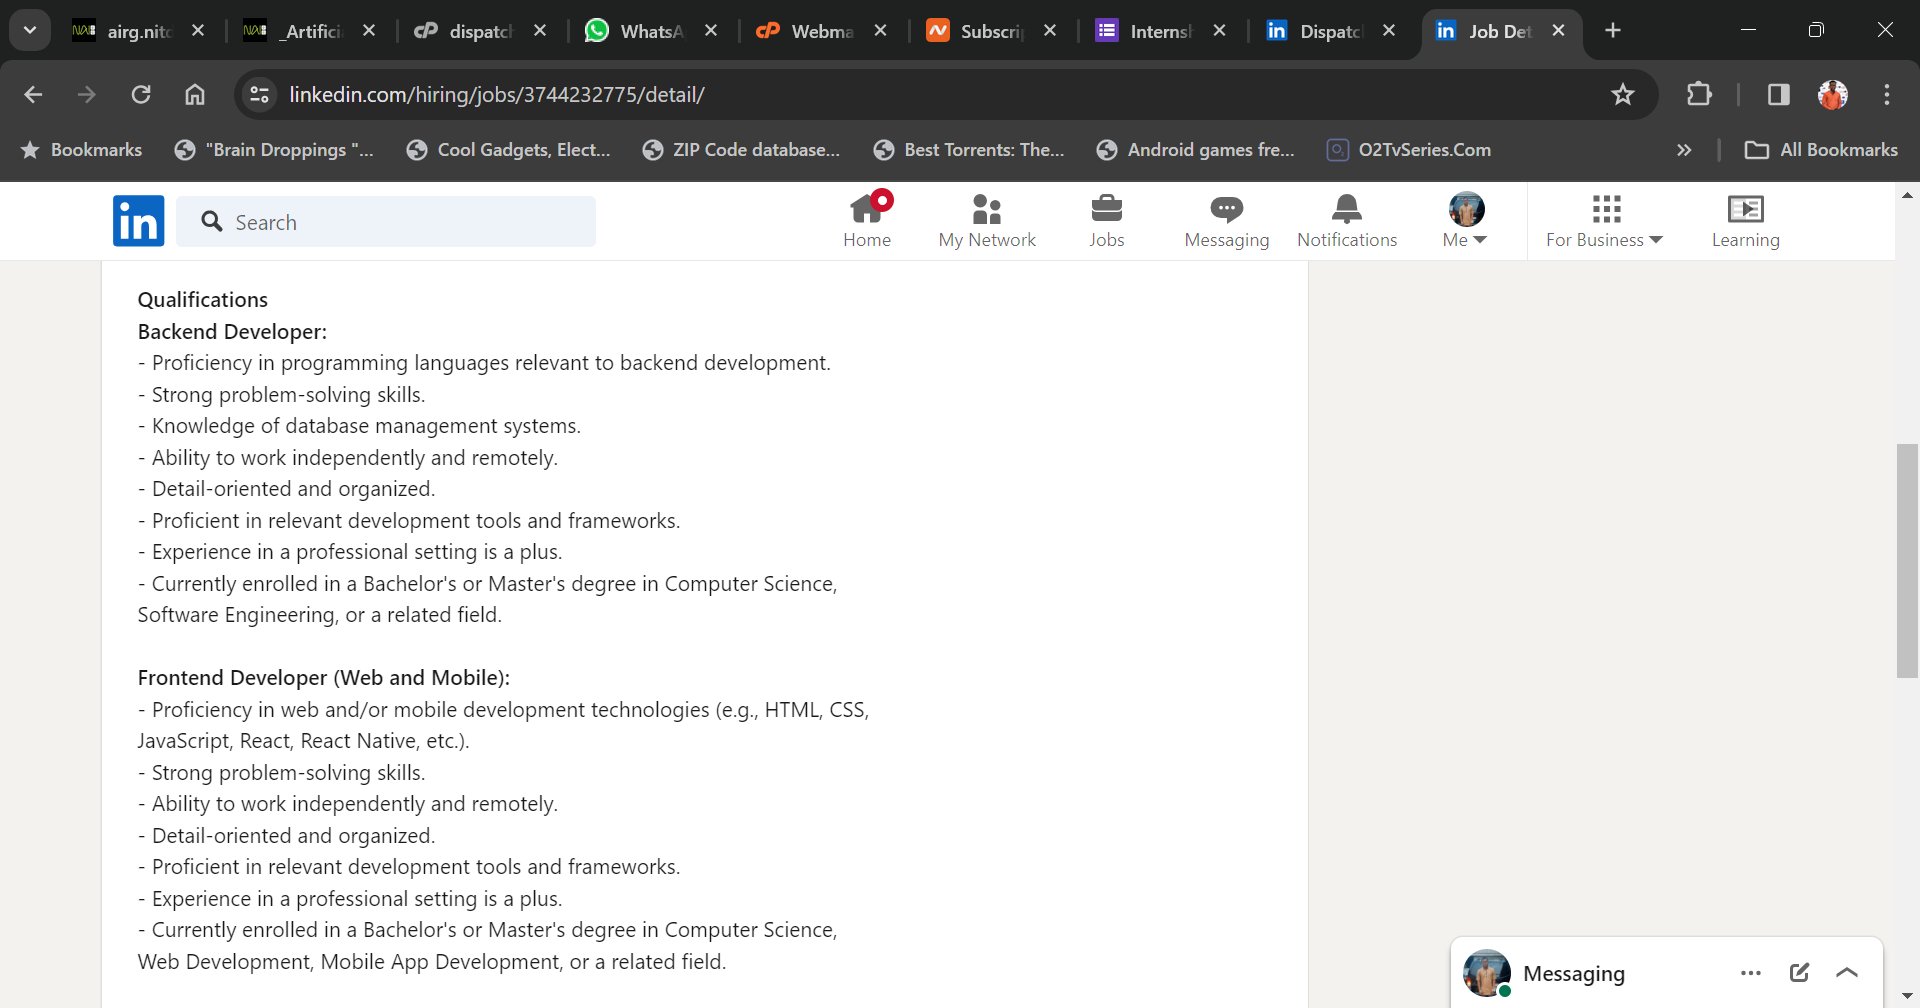 airg.nitd
_Artifici
dispatch
WhatsA
Webma
Subscrip
Internsh
Dispatc
Job Det
linkedin.com/hiring/jobs/3744232775/detail/
Bookmarks
"Brain Droppings "...
Cool Gadgets, Elect...
ZIP Code database...
Best Torrents: The...
Android games fre...
O2TvSeries.Com
All Bookmarks
in
Search
Home
My Network
Jobs
Messaging
Notifications
Me
For Business
Learning
Qualifications
Backend Developer:
- Proficiency in programming languages relevant to backend development.
- Strong problem-solving skills.
- Knowledge of database management systems.
- Ability to work independently and remotely.
- Detail-oriented and organized.
- Proficient in relevant development tools and frameworks.
- Experience in a professional setting is a plus.
- Currently enrolled in a Bachelor's or Master's degree in Computer Science,
Software Engineering, or a related field.
Frontend Developer (Web and Mobile):
- Proficiency in web and/or mobile development technologies (e.g., HTML, CSS,
JavaScript, React, React Native, etc.).
- Strong problem-solving skills.
- Ability to work independently and remotely.
- Detail-oriented and organized.
- Proficient in relevant development tools and frameworks.
- Experience in a professional setting is a plus.
- Currently enrolled in a Bachelor's or Master's degree in Computer Science,
Web Development, Mobile App Development, or a related field.
Messaging